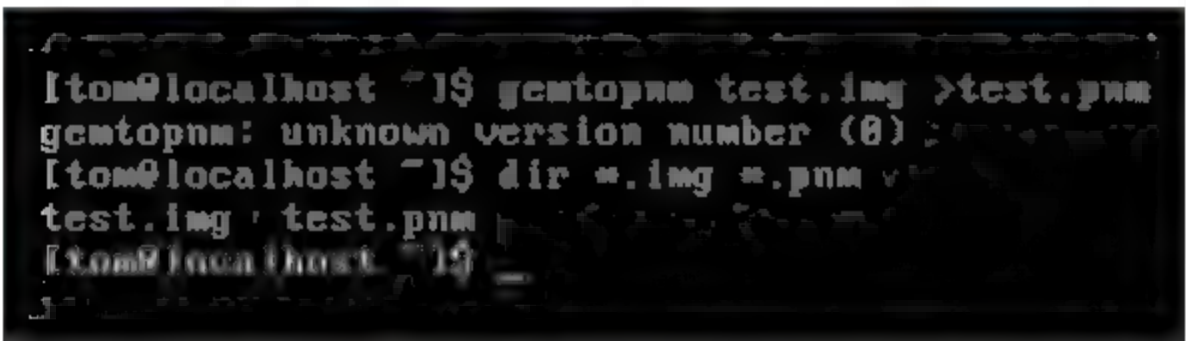 [tom@localhost ~]$ gemtopnm test.img >test.pnm
gemtopnm: unknown version number (0)
[tom@localhost ~]$ dir *.img *.pnm
test.img  test.pnm
[tom@localhost ~]$ _